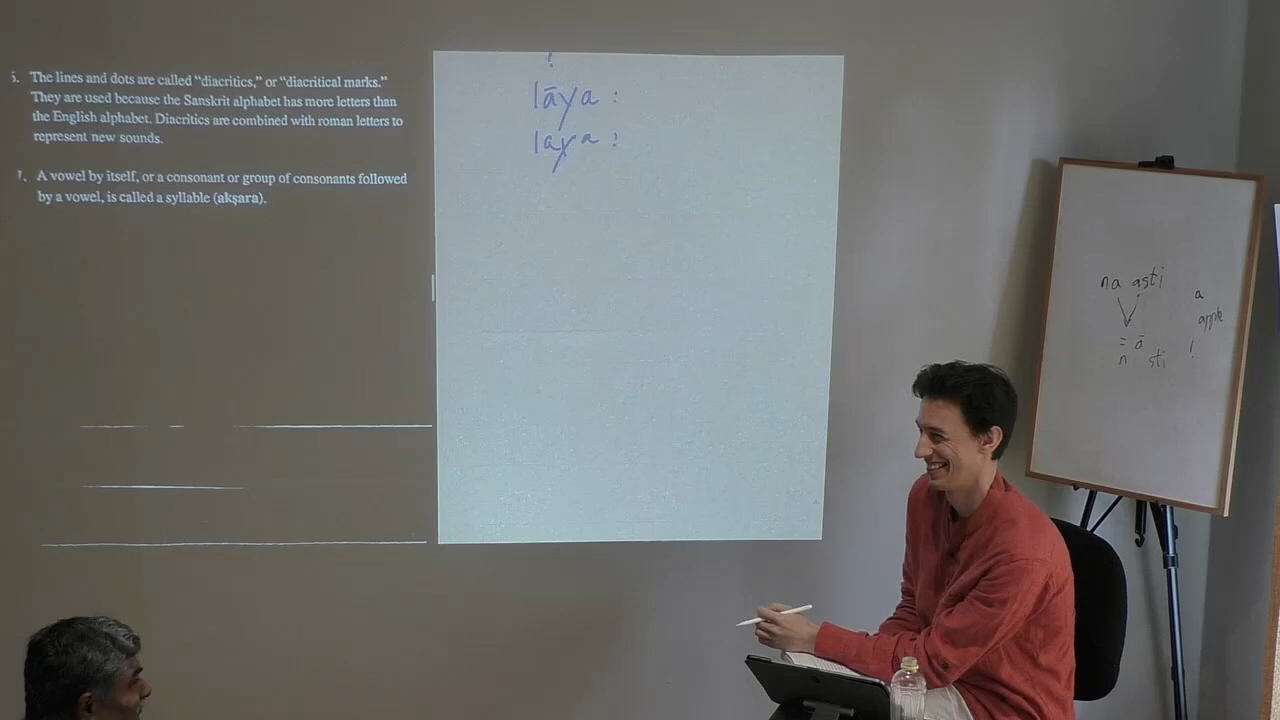 5. The lines and dots are called “diacritics,” or “diacritical marks.”
They are used because the Sanskrit alphabet has more letters than
the English alphabet. Diacritics are combined with roman letters to
represent new sounds.
1. A vowel by itself, or a consonant or group of consonants followed
by a vowel, is called a syllable (akṣara).
!
lāya :
laya :
na asti
= ā
n sti
a
apple
!